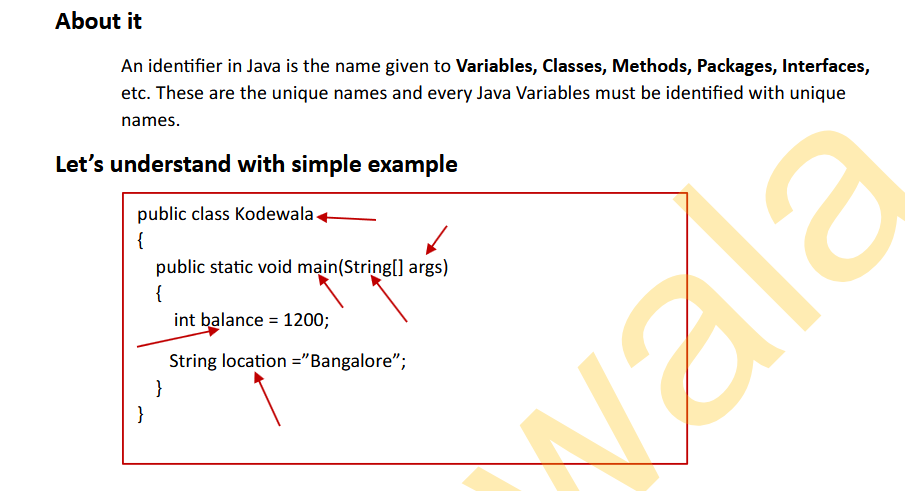 About it
An identifier in Java is the name given to Variables, Classes, Methods, Packages, Interfaces,
etc. These are the unique names and every Java Variables must be identified with unique
names.
Let’s understand with simple example
public class Kodewala
{
public static void main(String[] args)
{
int balance = 1200;
String location =”Bangalore”;
}
}
wala